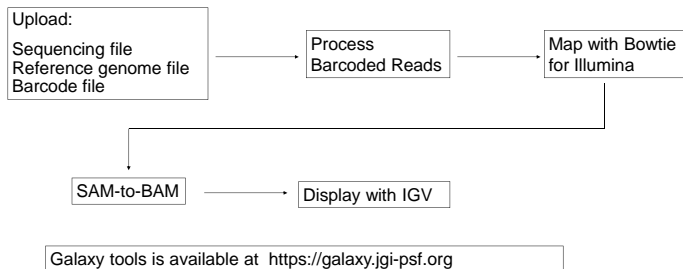 Upload:
Sequencing file
Reference genome file
Barcode file
Process
Barcoded Reads
Map with Bowtie
for Illumina
SAM-to-BAM
Display with IGV
Galaxy tools is available at https://galaxy.jgi-psf.org